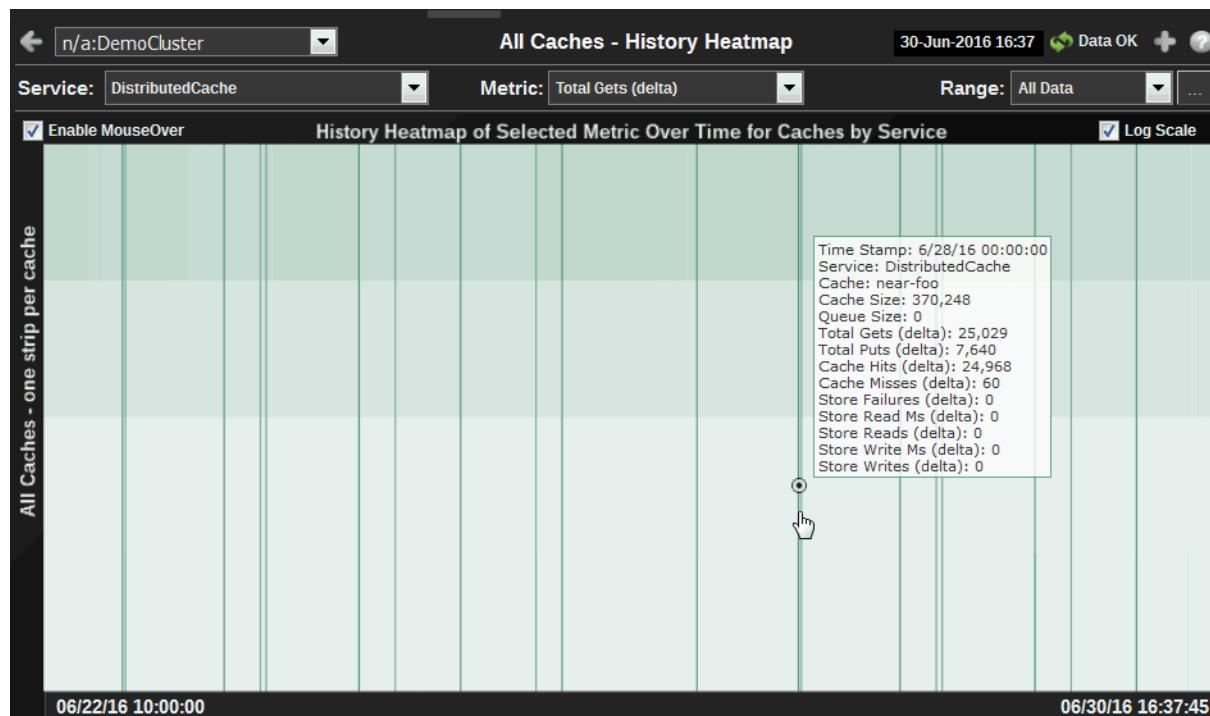 n/a:DemoCluster
All Caches - History Heatmap
30-Jun-2016 16:37
Data OK
?
Service: DistributedCache
Metric: Total Gets (delta)
Range: All Data
...
Enable MouseOver
History Heatmap of Selected Metric Over Time for Caches by Service
Log Scale
All Caches - one strip per cache
Time Stamp: 6/28/16 00:00:00
Service: DistributedCache
Cache: near-foo
Cache Size: 370,248
Queue Size: 0
Total Gets (delta): 25,029
Total Puts (delta): 7,640
Cache Hits (delta): 24,968
Cache Misses (delta): 60
Store Failures (delta): 0
Store Read Ms (delta): 0
Store Reads (delta): 0
Store Write Ms (delta): 0
Store Writes (delta): 0
06/22/16 10:00:00
06/30/16 16:37:45